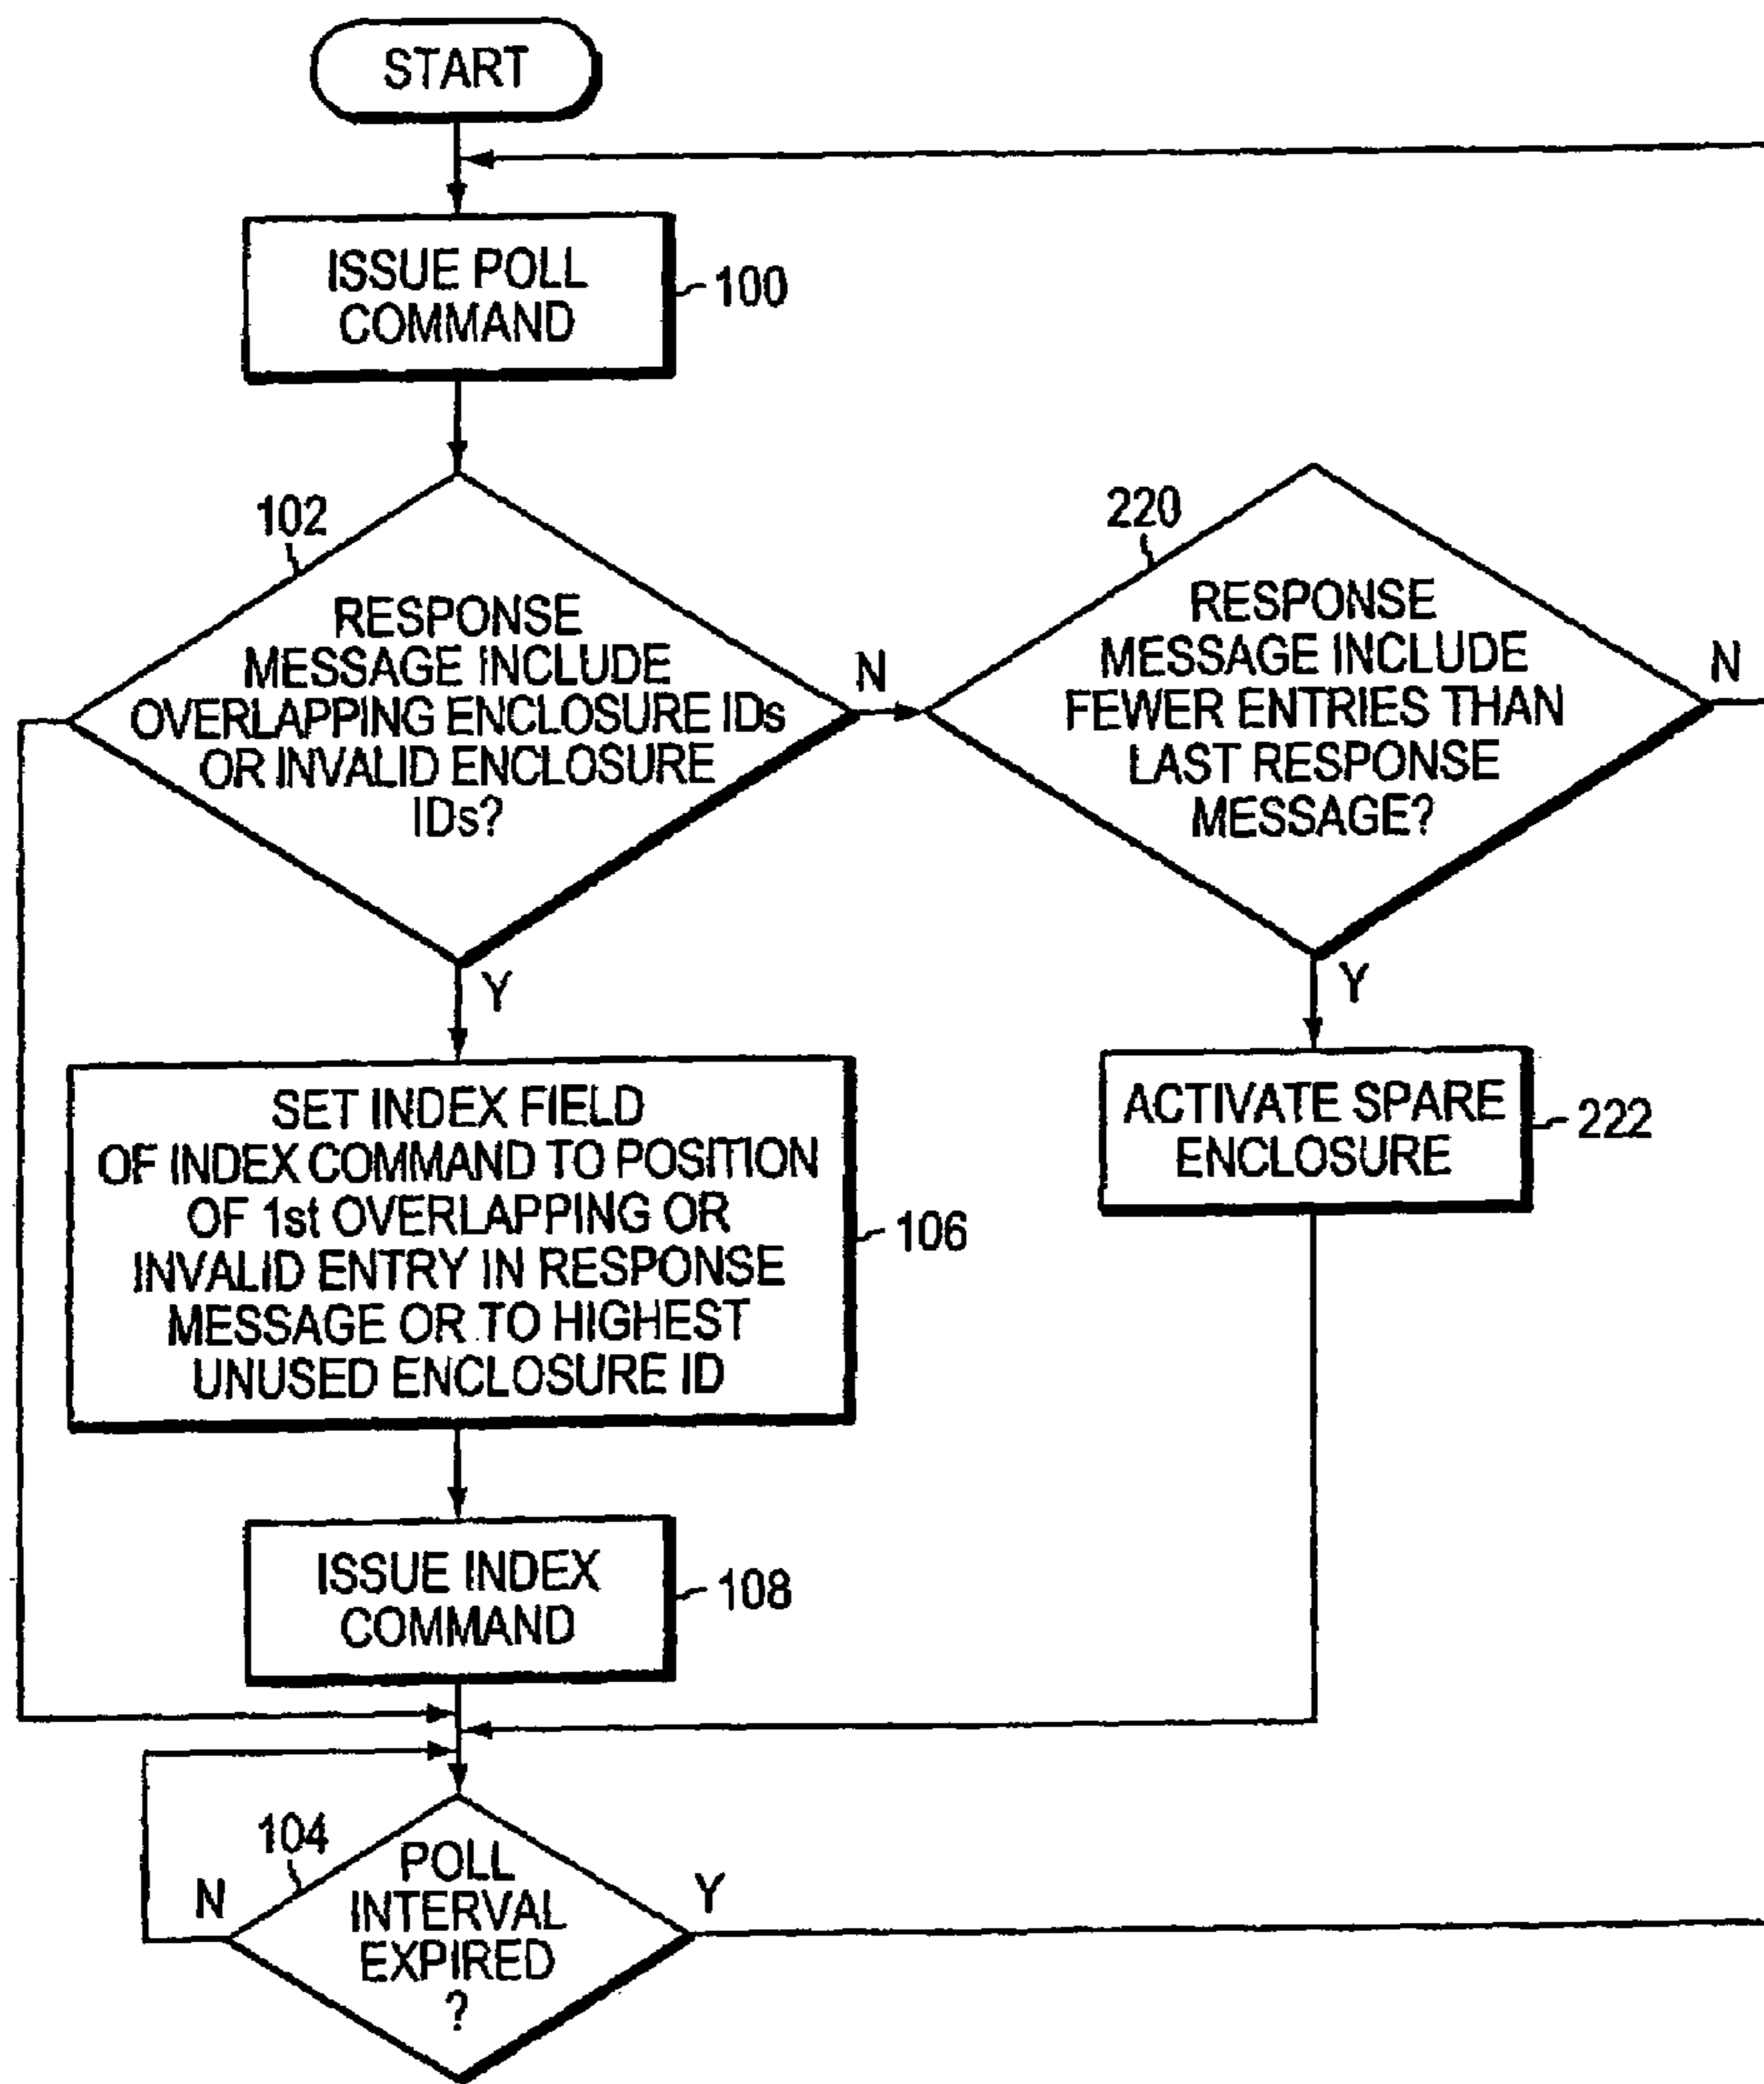 START
ISSUE POLL
COMMAND
100
102
RESPONSE
MESSAGE INCLUDE
OVERLAPPING ENCLOSURE IDs
OR INVALID ENCLOSURE
IDs?
N
Y
220
RESPONSE
MESSAGE INCLUDE
FEWER ENTRIES THAN
LAST RESPONSE
MESSAGE?
N
Y
SET INDEX FIELD
OF INDEX COMMAND TO POSITION
OF 1st OVERLAPPING OR
INVALID ENTRY IN RESPONSE
MESSAGE OR TO HIGHEST
UNUSED ENCLOSURE ID
106
ACTIVATE SPARE
ENCLOSURE
222
ISSUE INDEX
COMMAND
108
104
POLL
INTERVAL
EXPIRED
?
N
Y